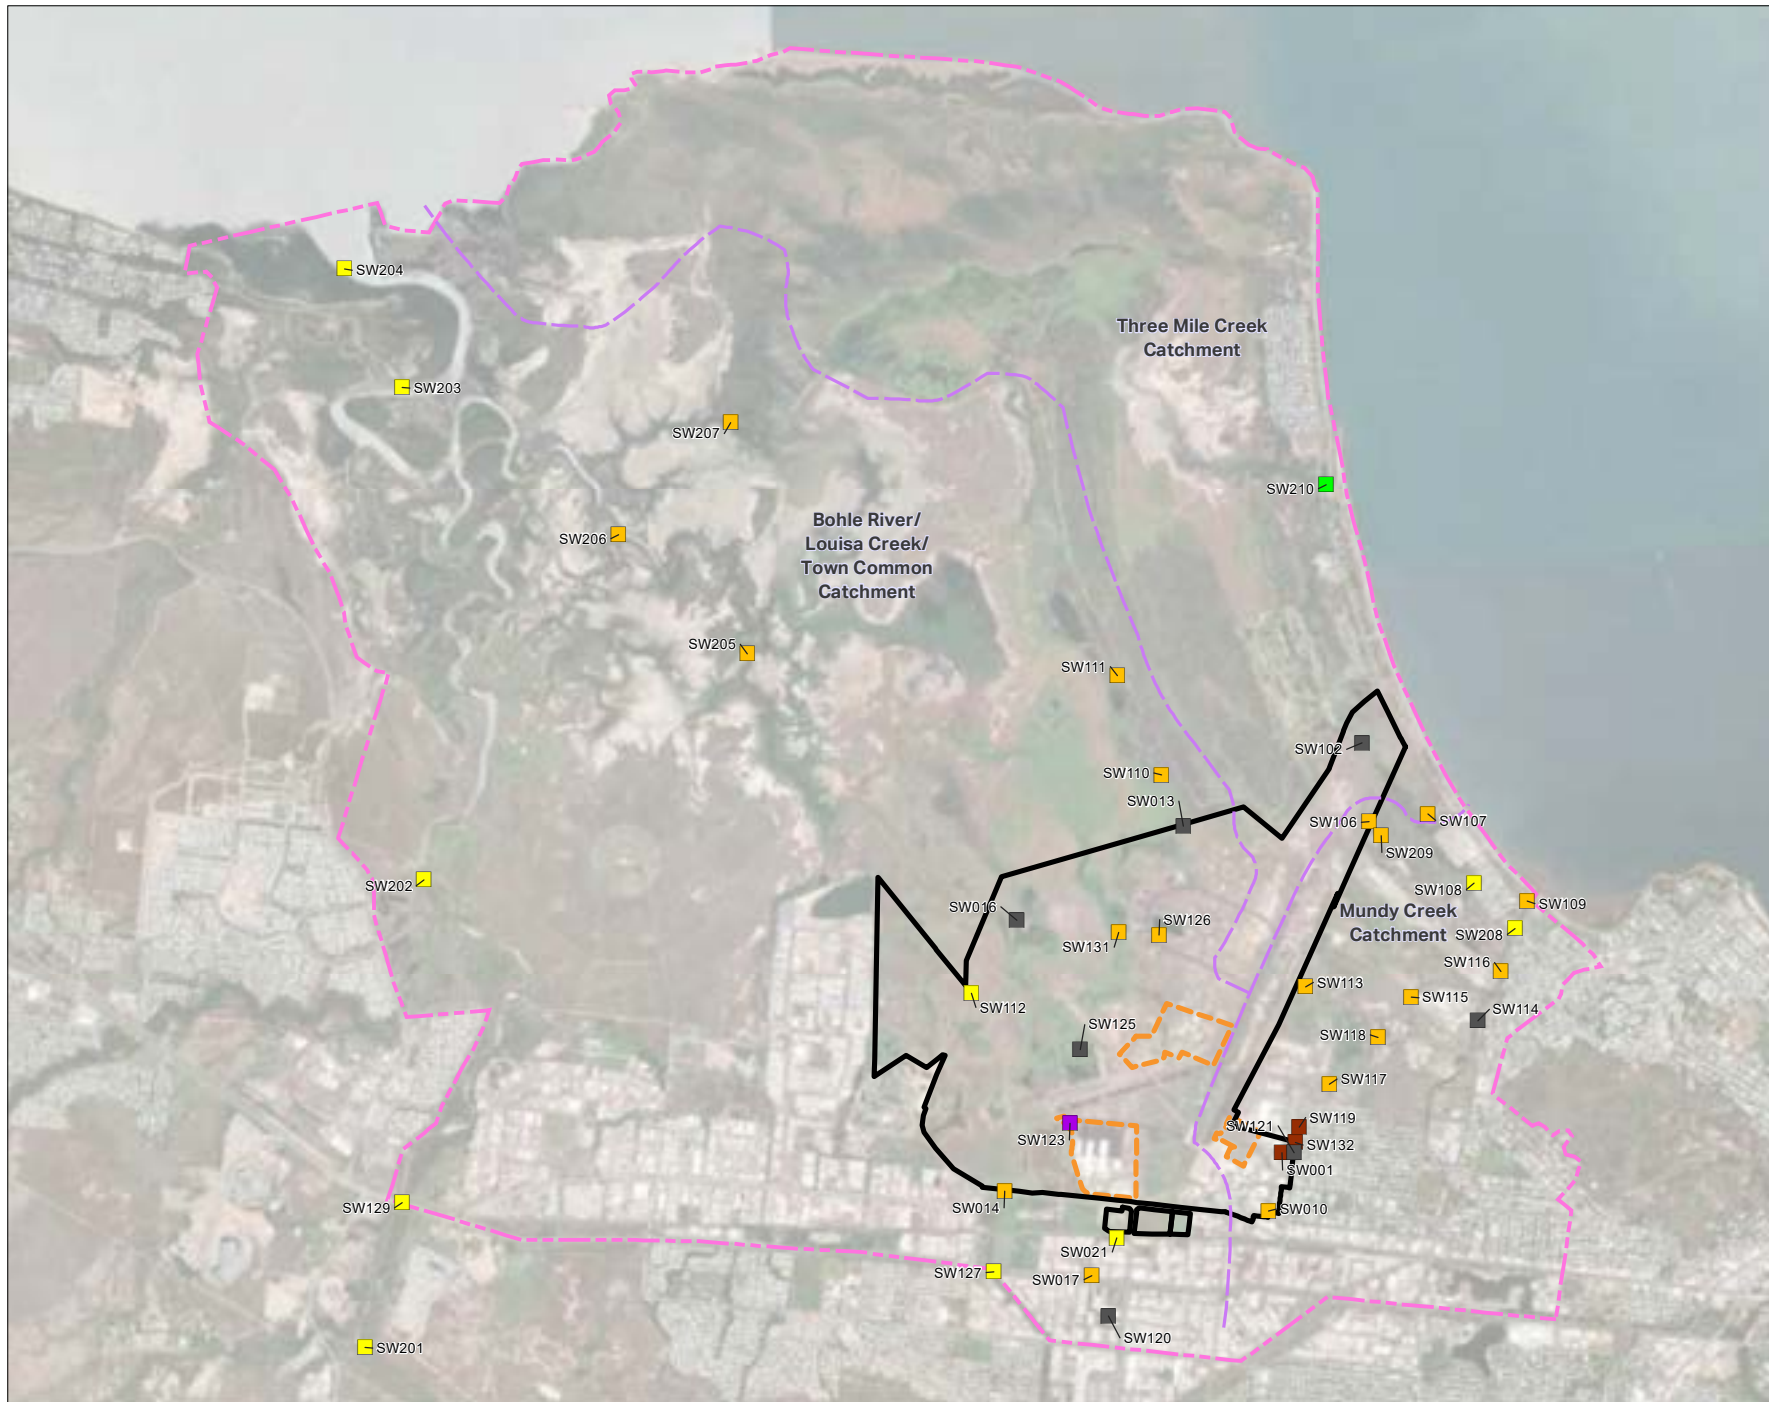 SW204
Three Mile Creek
Catchment
SW203
SW207
SW210
Bohle River/
Louisa Creek/
Town Common
Catchment
SW206
SW205
SW111
SW102
SW110
SW013
SW106
SW107
SW209
SW202
SW108
SW016
SW109
Mundy Creek
Catchment
SW126
SW131
SW208
SW116
SW113
SW115
SW112
SW114
SW125
SW118
SW117
SW119
SW121
SW123
SW132
SW001
SW129
SW014
SW010
SW021
SW127
SW017
SW120
SW201